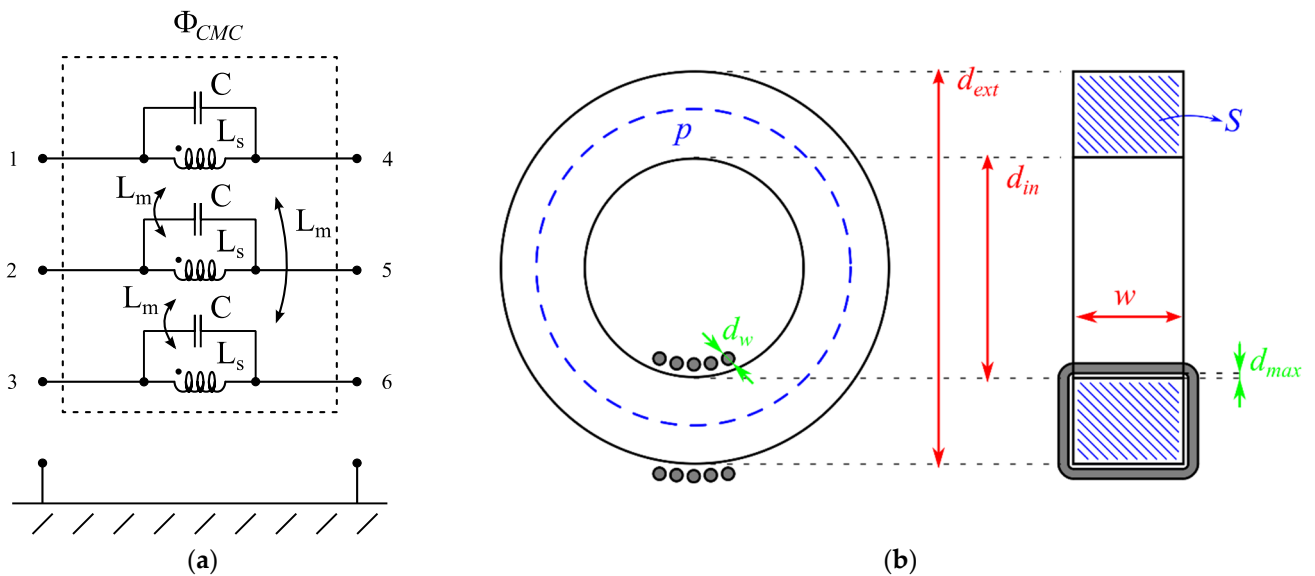 Φ_CMC
C
1 L_s 4
L_m
C
L_m
2 L_s 5
L_m
C
3 L_s 6
(a)
d_ext
p
S
d_in
w
d_w
d_max
(b)